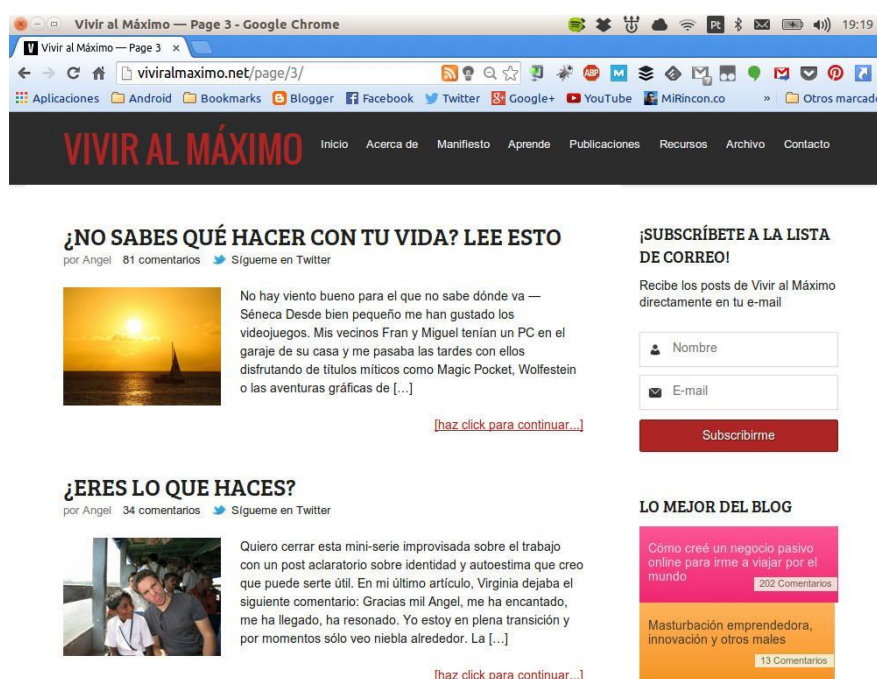 Vivir al Máximo — Page 3 - Google Chrome
Pt
19:19
Vivir al Máximo — Page 3
viviralmaximo.net/page/3/
Aplicaciones Android Bookmarks Blogger Facebook Twitter Google+ YouTube MiRincon.co » Otros marcado
VIVIR AL MÁXIMO
Inicio Acerca de Manifiesto Aprende Publicaciones Recursos Archivo Contacto
¿NO SABES QUÉ HACER CON TU VIDA? LEE ESTO
por Angel 81 comentarios Sígueme en Twitter
No hay viento bueno para el que no sabe dónde va —
Séneca Desde bien pequeño me han gustado los
videojuegos. Mis vecinos Fran y Miguel tenían un PC en el
garaje de su casa y me pasaba las tardes con ellos
disfrutando de títulos míticos como Magic Pocket, Wolfestein
o las aventuras gráficas de […]
[haz click para continuar...]
¿ERES LO QUE HACES?
por Angel 34 comentarios Sígueme en Twitter
Quiero cerrar esta mini-serie improvisada sobre el trabajo
con un post aclaratorio sobre identidad y autoestima que creo
que puede serte útil. En mi último artículo, Virginia dejaba el
siguiente comentario: Gracias mil Angel, me ha encantado,
me ha llegado, ha resonado. Yo estoy en plena transición y
por momentos sólo veo niebla alrededor. La […]
[haz click para continuar...]
¡SUBSCRÍBETE A LA LISTA
DE CORREO!
Recibe los posts de Vivir al Máximo
directamente en tu e-mail
Nombre
E-mail
Subscribirme
LO MEJOR DEL BLOG
Cómo creé un negocio pasivo
online para irme a viajar por el
mundo
202 Comentarios
Masturbación emprendedora,
innovación y otros males
13 Comentarios